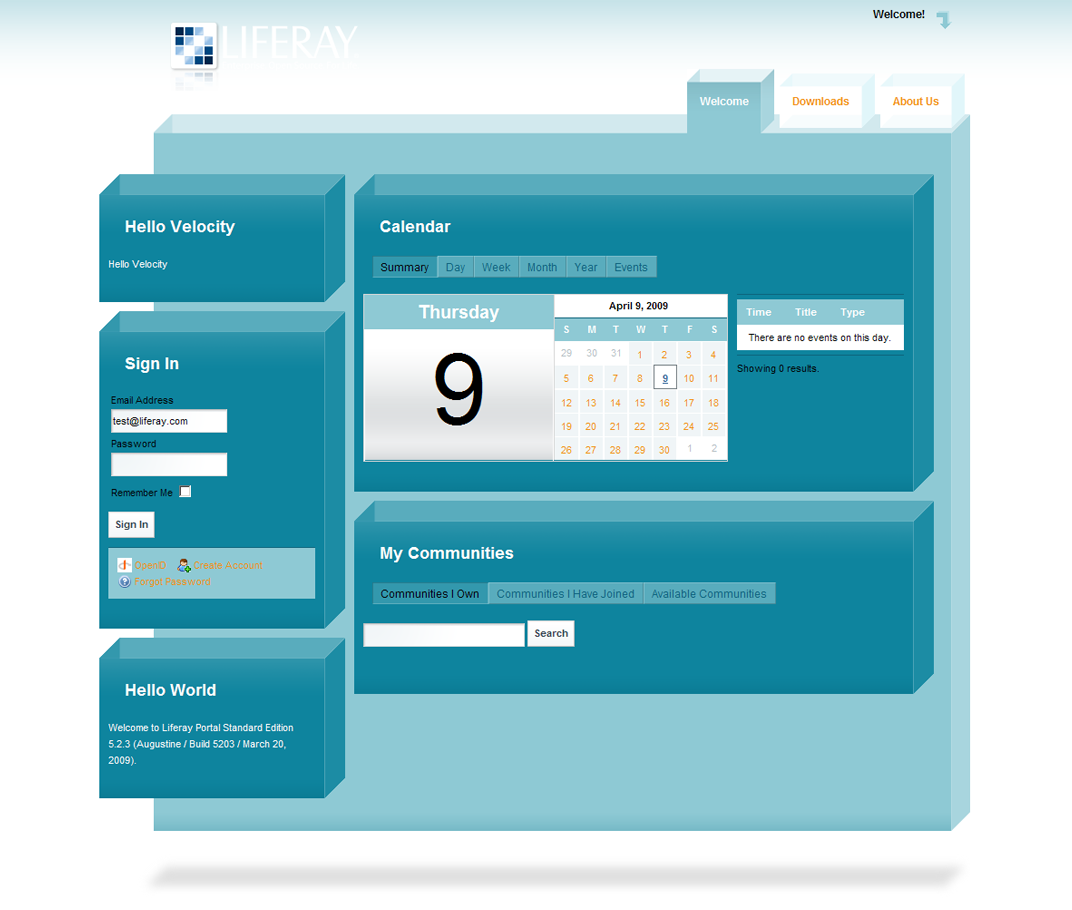 Welcome!
LIFERAY
Welcome Downloads About Us
Hello Velocity
Hello Velocity
Sign In
Email Address
test@liferay.com
Password
Remember Me
Sign In
OpenID Create Account
Forgot Password
Hello World
Welcome to Liferay Portal Standard Edition
5.2.3 (Augustine / Build 5203 / March 20,
2009).
Calendar
Summary Day Week Month Year Events
Thursday
9
April 9, 2009
S M T W T F S
29 30 31 1 2 3 4
5 6 7 8 9 10 11
12 13 14 15 16 17 18
19 20 21 22 23 24 25
26 27 28 29 30 1 2
Time Title Type
There are no events on this day.
Showing 0 results.
My Communities
Communities I Own Communities I Have Joined Available Communities
Search